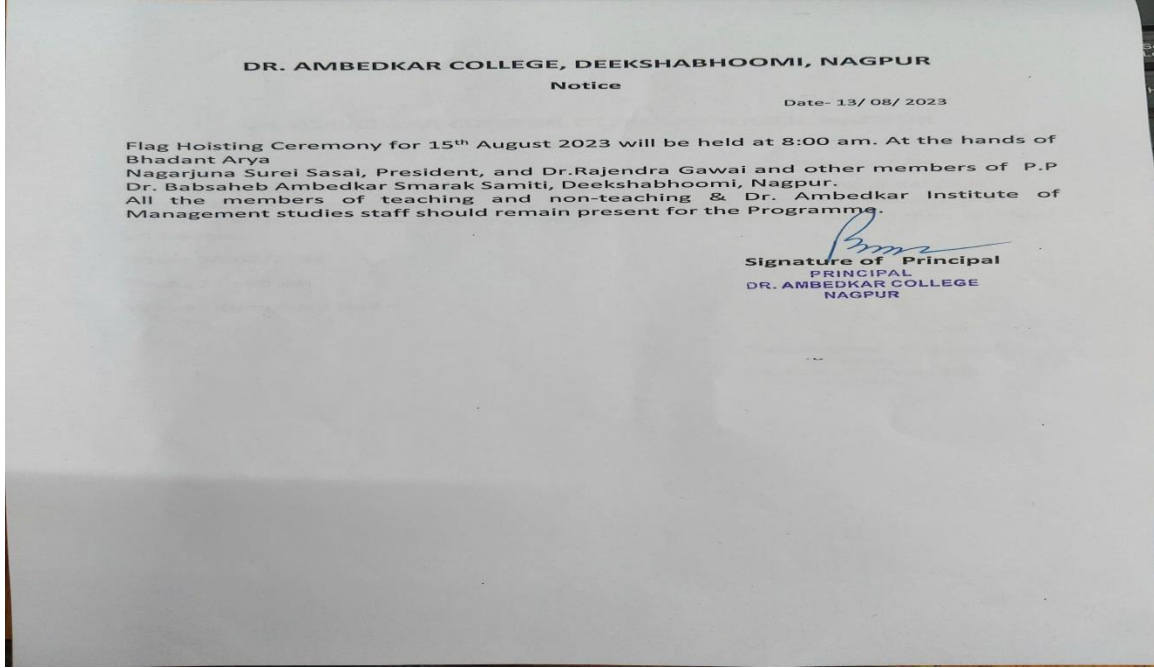 DR. AMBEDKAR COLLEGE, DEEKSHABHOOMI, NAGPUR
Notice
Date- 13/ 08/ 2023
Flag Hoisting Ceremony for 15th August 2023 will be held at 8:00 am. At the hands of
Bhadant Arya
Nagarjuna Surei Sasai, President, and Dr.Rajendra Gawai and other members of P.P
Dr. Babsaheb Ambedkar Smarak Samiti, Deekshabhoomi, Nagpur.
All the members of teaching and non-teaching & Dr. Ambedkar Institute of
Management studies staff should remain present for the Programme.
Signature of Principal
PRINCIPAL
DR. AMBEDKAR COLLEGE
NAGPUR